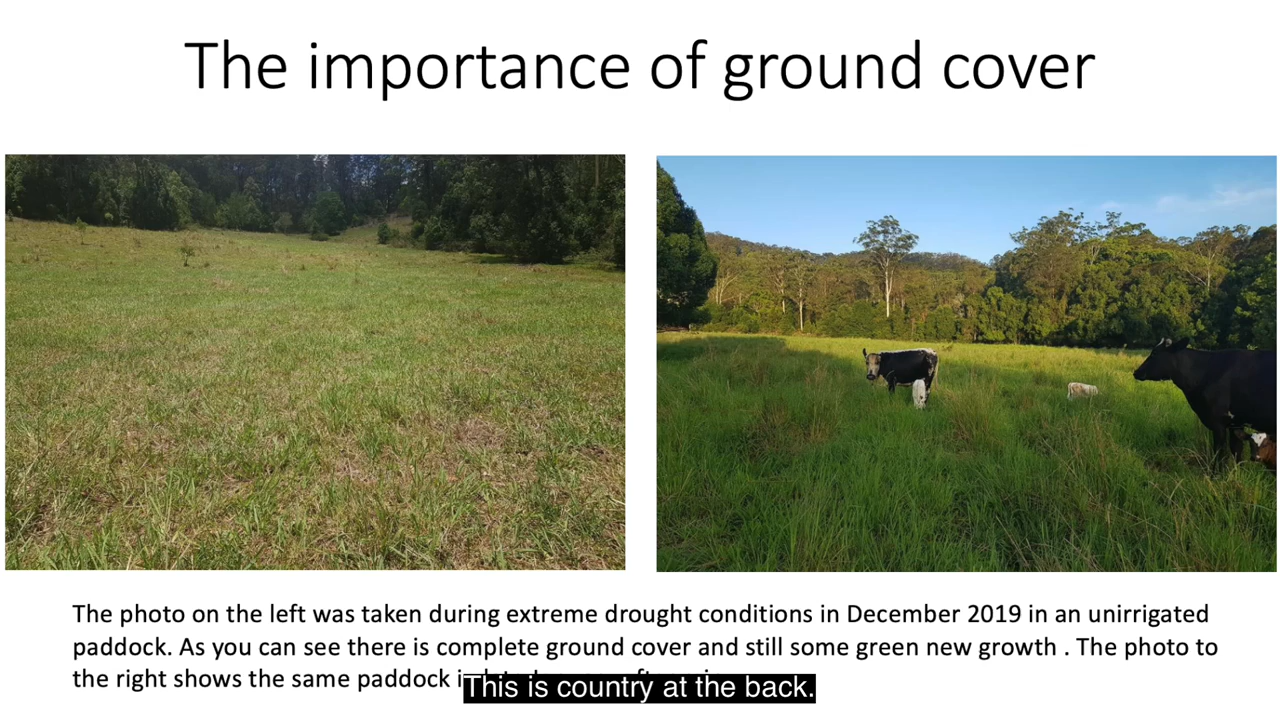 The importance of ground cover
The photo on the left was taken during extreme drought conditions in December 2019 in an unirrigated
paddock. As you can see there is complete ground cover and still some green new growth . The photo to
the right shows the same paddock
This is country at the back.